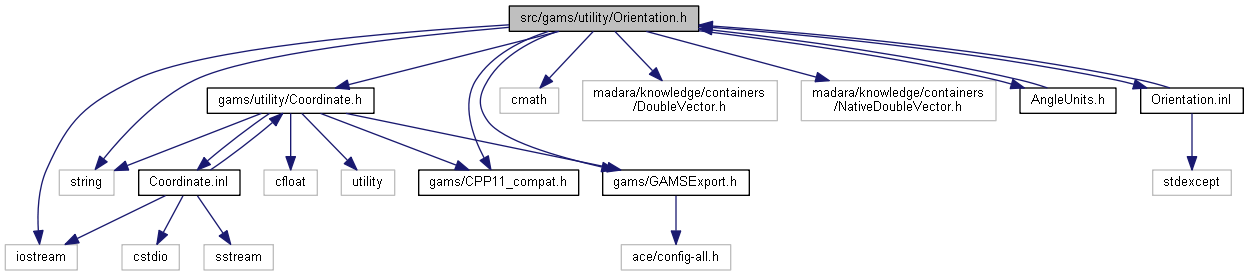 src/gams/utility/Orientation.h
gams/utility/Coordinate.h
cmath
madara/knowledge/containers
/DoubleVector.h
madara/knowledge/containers
/NativeDoubleVector.h
AngleUnits.h
Orientation.inl
string
Coordinate.inl
cfloat
utility
gams/CPP11_compat.h
gams/GAMSExport.h
stdexcept
iostream
cstdio
sstream
ace/config-all.h